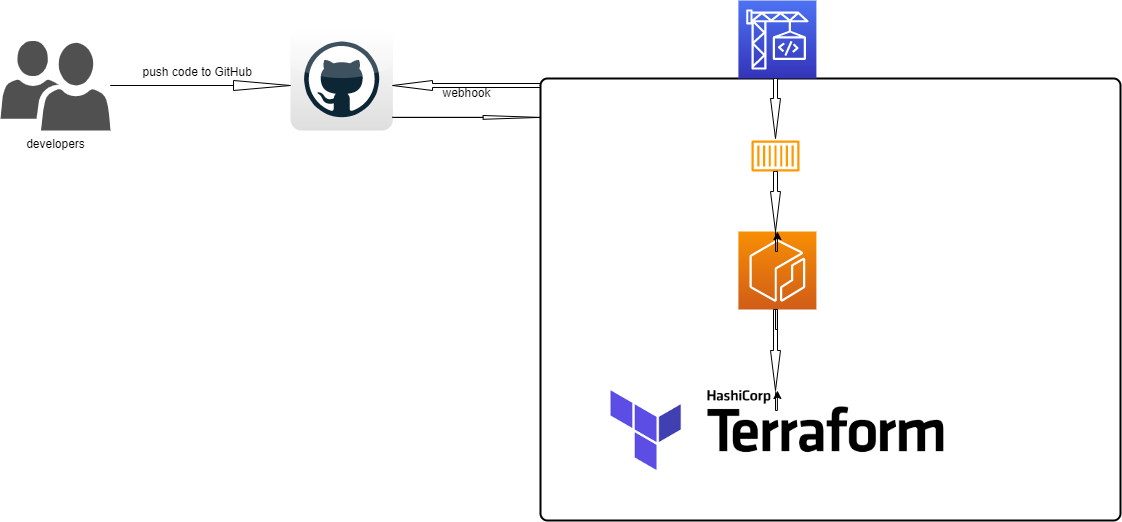 push code to GitHub
webhook
developers
HashiCorp
Terraform